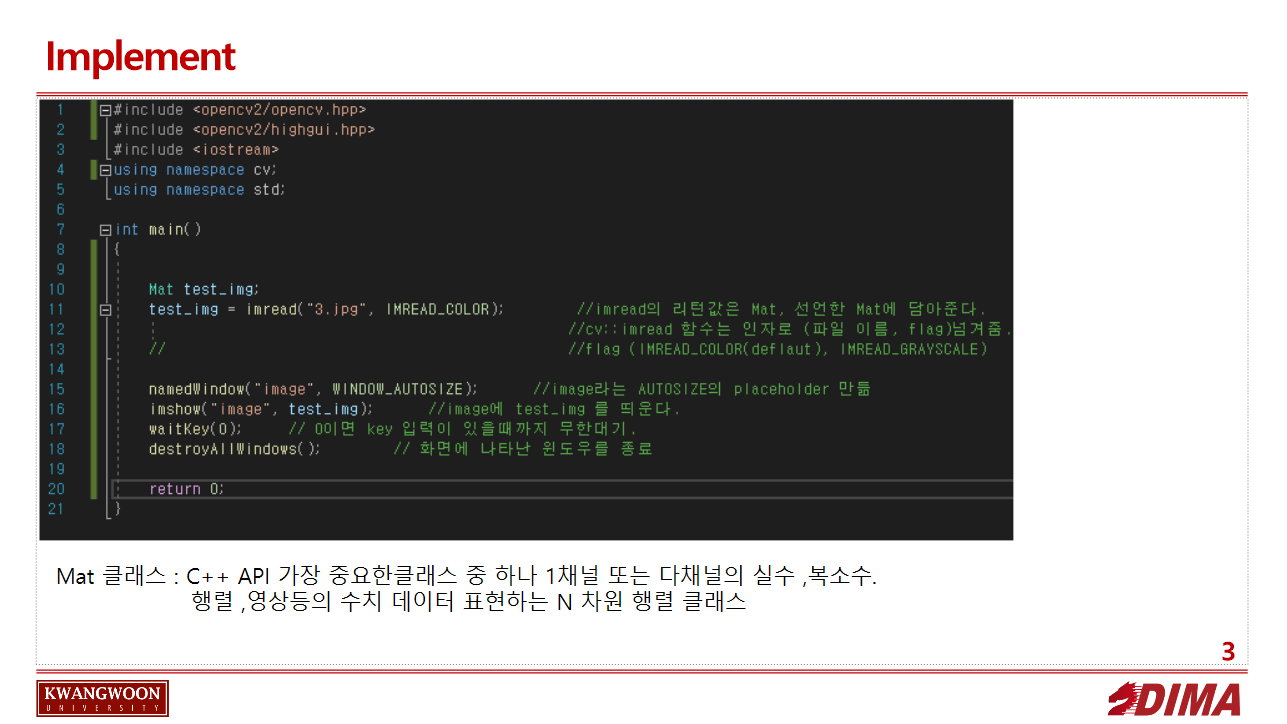 Implement
1 #include <opencv2/opencv.hpp>
2 #include <opencv2/highgui.hpp>
3 #include <iostream>
4 using namespace cv;
5 using namespace std;
6
7 int main()
8 {
9
10 Mat test_img;
11 test_img = imread("3.jpg", IMREAD_COLOR); //imread의 리턴값은 Mat, 선언한 Mat에 담아준다.
12 //cv::imread 함수는 인자로 (파일 이름, flag)넘겨줌.
13 // //flag (IMREAD_COLOR(deflaut), IMREAD_GRAYSCALE)
14
15 namedWindow("image", WINDOW_AUTOSIZE); //image라는 AUTOSIZE의 placeholder 만듦
16 imshow("image", test_img); //image에 test_img 를 띄운다.
17 waitKey(0); // 0이면 key 입력이 있을때까지 무한대기.
18 destroyAllWindows(); // 화면에 나타난 윈도우를 종료
19
20 return 0;
21 }
Mat 클래스 : C++ API 가장 중요한클래스 중 하나 1채널 또는 다채널의 실수 ,복소수.
행렬 ,영상등의 수치 데이터 표현하는 N 차원 행렬 클래스
3
KWANGWOON
UNIVERSITY
DIMA